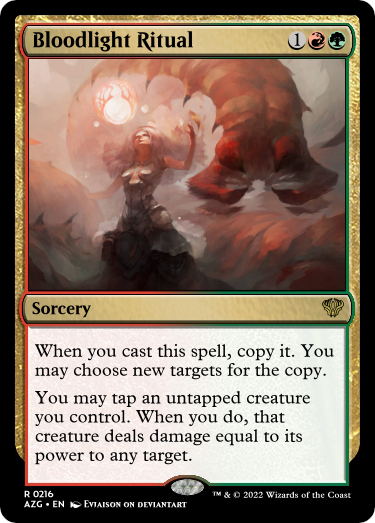 Bloodlight Ritual 1
Sorcery
When you cast this spell, copy it. You
may choose new targets for the copy.
You may tap an untapped creature
you control. When you do, that
creature deals damage equal to its
power to any target.
R 0216
AZG • EN EVIAISON ON DEVIANTART
™ & © 2022 Wizards of the Coast